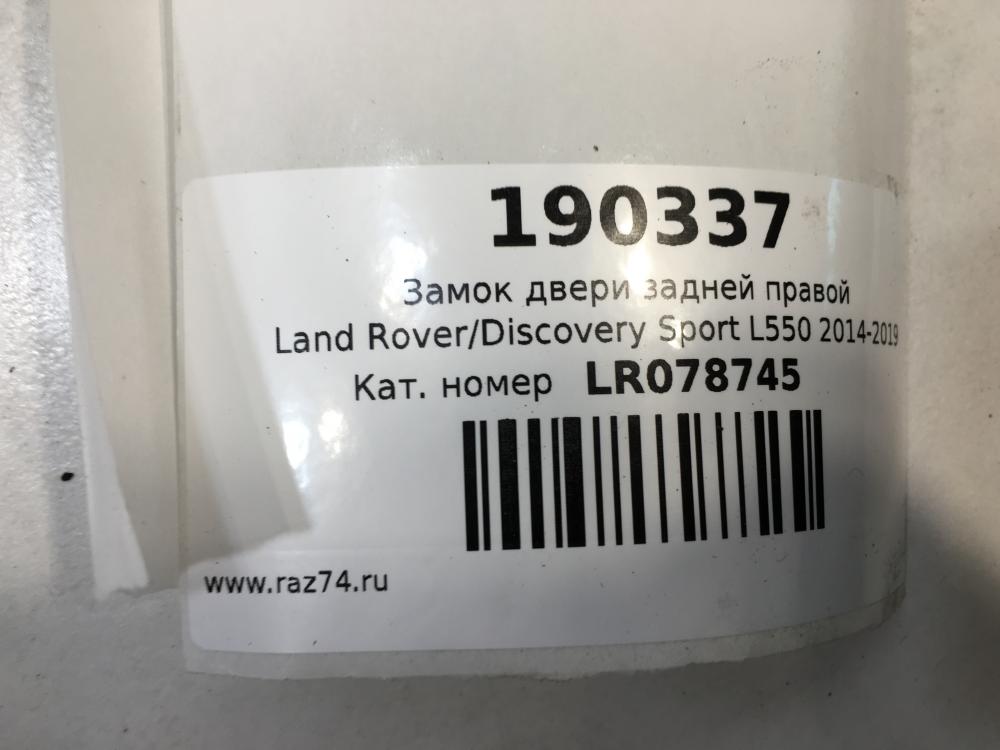 190337
Замок двери задней правой
Land Rover/Discovery Sport L550 2014-2019
Кат. номер LR078745
www.raz74.ru